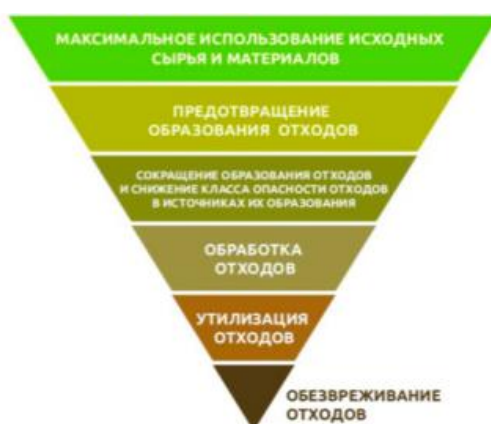 МАКСИМАЛЬНОЕ ИСПОЛЬЗОВАНИЕ ИСХОДНЫХ
СЫРЬЯ И МАТЕРИАЛОВ
ПРЕДОТВРАЩЕНИЕ
ОБРАЗОВАНИЯ ОТХОДОВ
СОКРАЩЕНИЕ ОБРАЗОВАНИЯ ОТХОДОВ
И СНИЖЕНИЕ КЛАССА ОПАСНОСТИ ОТХОДОВ
В ИСТОЧНИКАХ ИХ ОБРАЗОВАНИЯ
ОБРАБОТКА
ОТХОДОВ
УТИЛИЗАЦИЯ
ОТХОДОВ
ОБЕЗВРЕЖИВАНИЕ
ОТХОДОВ